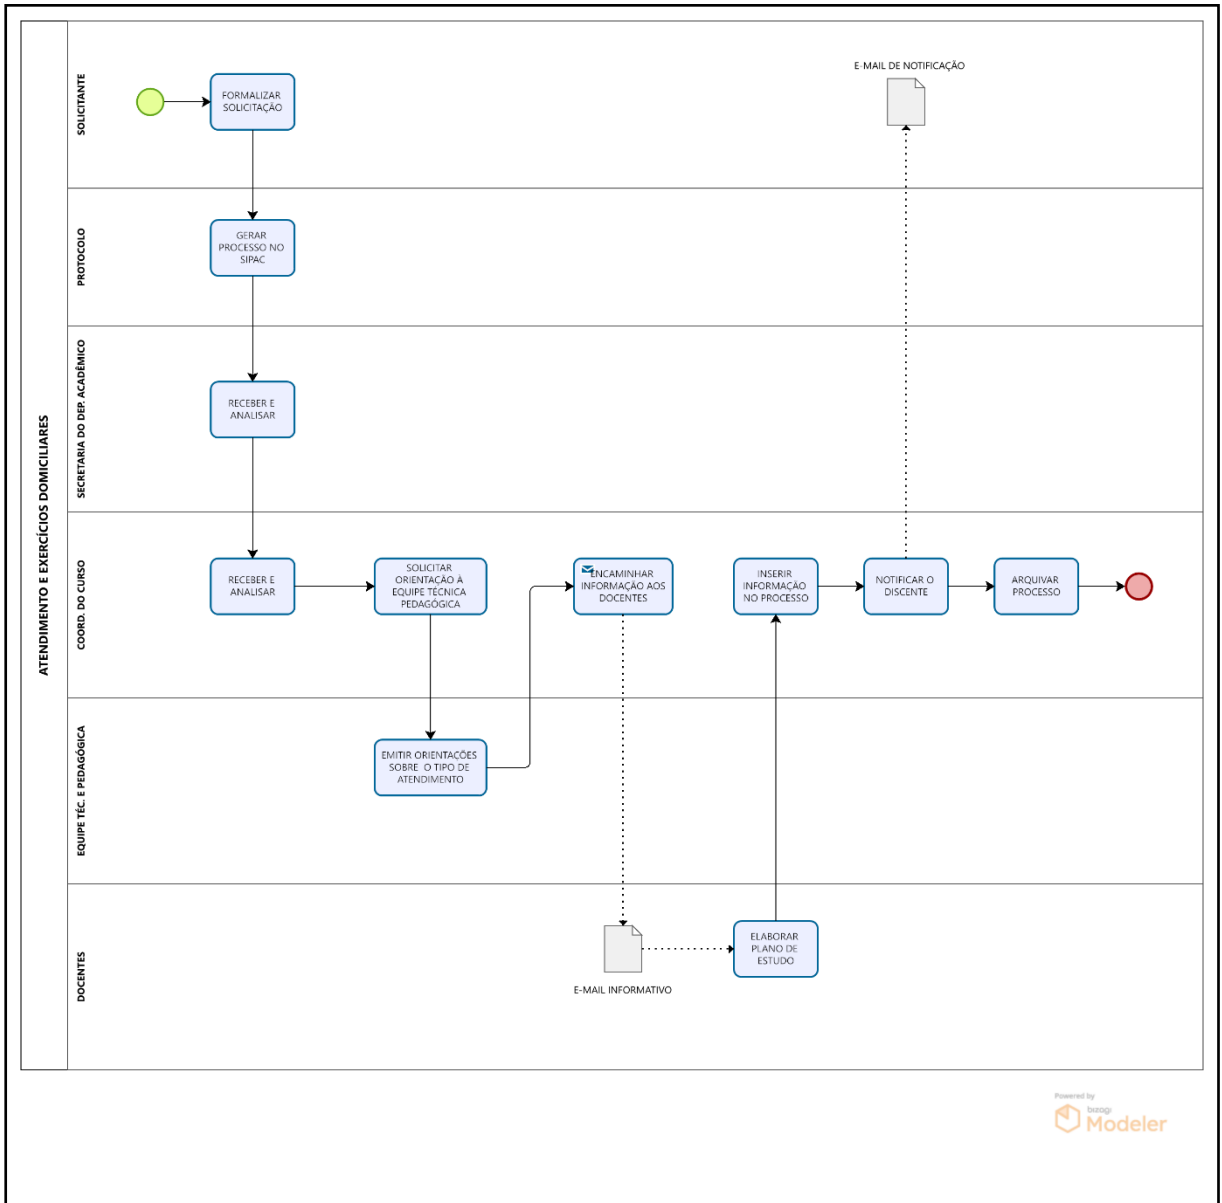 ATENDIMENTO E EXERCÍCIOS DOMICILIARES
SOLICITANTE
FORMALIZAR
SOLICITAÇÃO
E-MAIL DE NOTIFICAÇÃO
PROTOCOLO
GERAR
PROCESSO NO
SIPAC
SECRETARIA DO DEP. ACADÊMICO
RECEBER E
ANALISAR
COORD. DO CURSO
RECEBER E
ANALISAR
SOLICITAR
ORIENTAÇÃO À
EQUIPE TÉCNICA
PEDAGÓGICA
ENCAMINHAR
INFORMAÇÃO AOS
DOCENTES
INSERIR
INFORMAÇÃO
NO PROCESSO
NOTIFICAR O
DISCENTE
ARQUIVAR
PROCESSO
EQUIPE TÉC. E PEDAGÓGICA
EMITIR ORIENTAÇÕES
SOBRE O TIPO DE
ATENDIMENTO
DOCENTES
E-MAIL INFORMATIVO
ELABORAR
PLANO DE
ESTUDO
Powered by
bizagi
Modeler